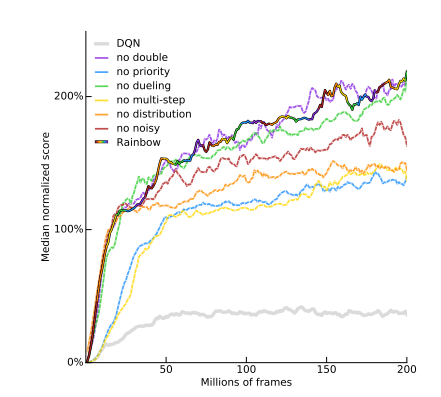 DQN
no double
no priority
no dueling
no multi-step
no distribution
no noisy
Rainbow
200%
100%
0%
Median normalized score
50
100
150
200
Millions of frames